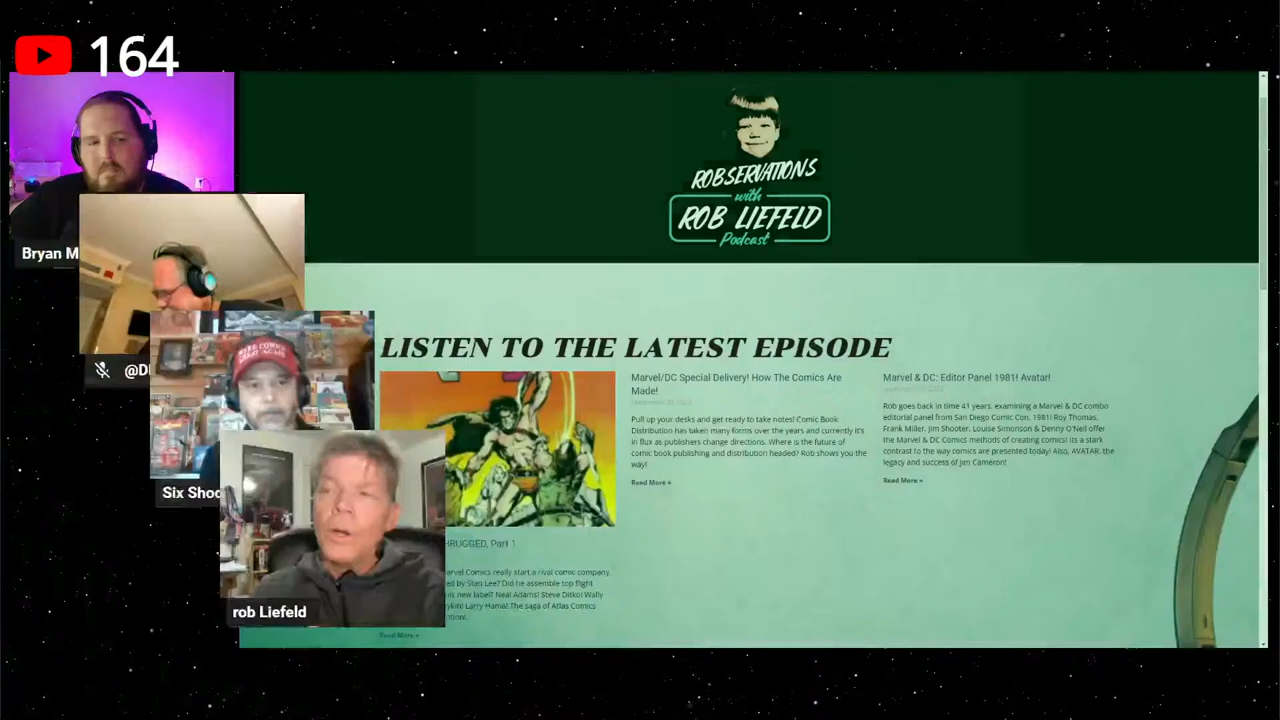 164
Bryan M
@D
Six Shoo
rob Liefeld
ROBSERVATIONS
with
ROB LIEFELD
Podcast
LISTEN TO THE LATEST EPISODE
HRUGGED, Part 1
arvel Comics really start a rival comic company,
ed by Stan Lee? Did he assemble top flight
is new label? Neal Adams! Steve Ditko! Wally
ykin! Larry Hama! The saga of Atlas Comics
ntion!
Read More »
Marvel/DC Special Delivery! How The Comics Are
Made!
Pull up your desks and get ready to take notes! Comic Book
Distribution has taken many forms over the years and currently it's
in flux as publishers change directions. Where is the future of
comic book publishing and distribution headed? Rob shows you the
way!
Read More »
Marvel & DC: Editor Panel 1981! Avatar!
Rob goes back in time 41 years, examining a Marvel & DC combo
editorial panel from San Diego Comic Con, 1981! Roy Thomas,
Frank Miller, Jim Shooter, Louise Simonson & Denny O'Neil offer
the Marvel & DC Comics methods of creating comics! Its a stark
contrast to the way comics are presented today! Also, AVATAR, the
legacy and success of Jim Cameron!
Read More »